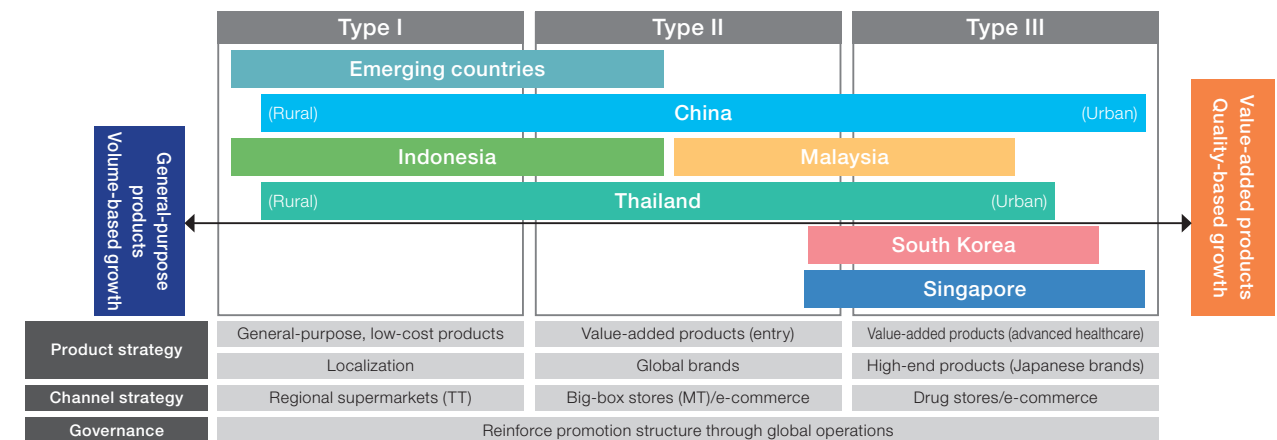 Type I
Type II
Type III
Emerging countries
(Rural)
China
(Urban)
Indonesia
Malaysia
(Rural)
Thailand
(Urban)
South Korea
Singapore
General-purpose
products
Volume-based growth
Value-added products
Quality-based growth
Product strategy
General-purpose, low-cost products
Value-added products (entry)
Value-added products (advanced healthcare)
Localization
Global brands
High-end products (Japanese brands)
Channel strategy
Regional supermarkets (TT)
Big-box stores (MT)/e-commerce
Drug stores/e-commerce
Governance
Reinforce promotion structure through global operations